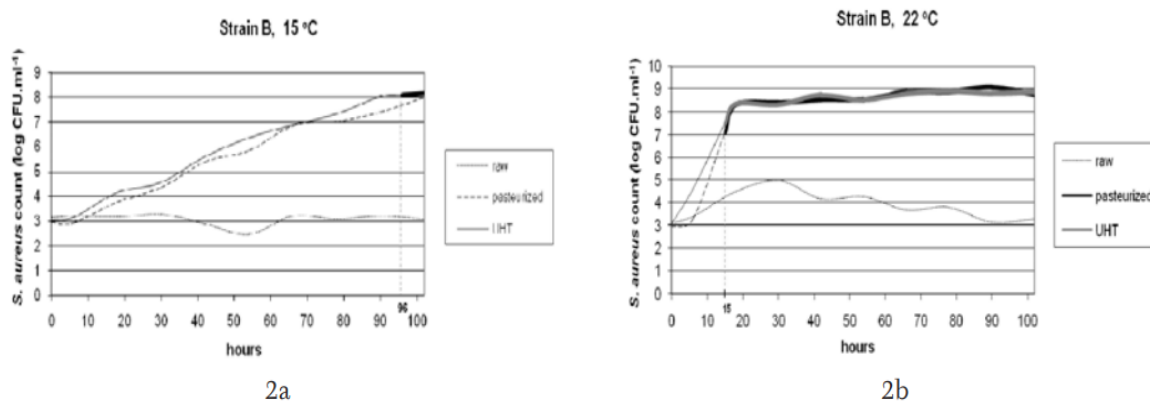 Strain B, 15 ºC
S. aureus count (log CFU.ml⁻¹)
9
8
7
6
5
4
3
2
1
0
0 10 20 30 40 50 60 70 80 90 96 100
hours
raw
pasteurized
UHT
2a
Strain B, 22 ºC
S. aureus count (log CFU.ml⁻¹)
10
9
8
7
6
5
4
3
2
1
0
0 10 15 20 30 40 50 60 70 80 90 100
hours
raw
pasteurized
UHT
2b